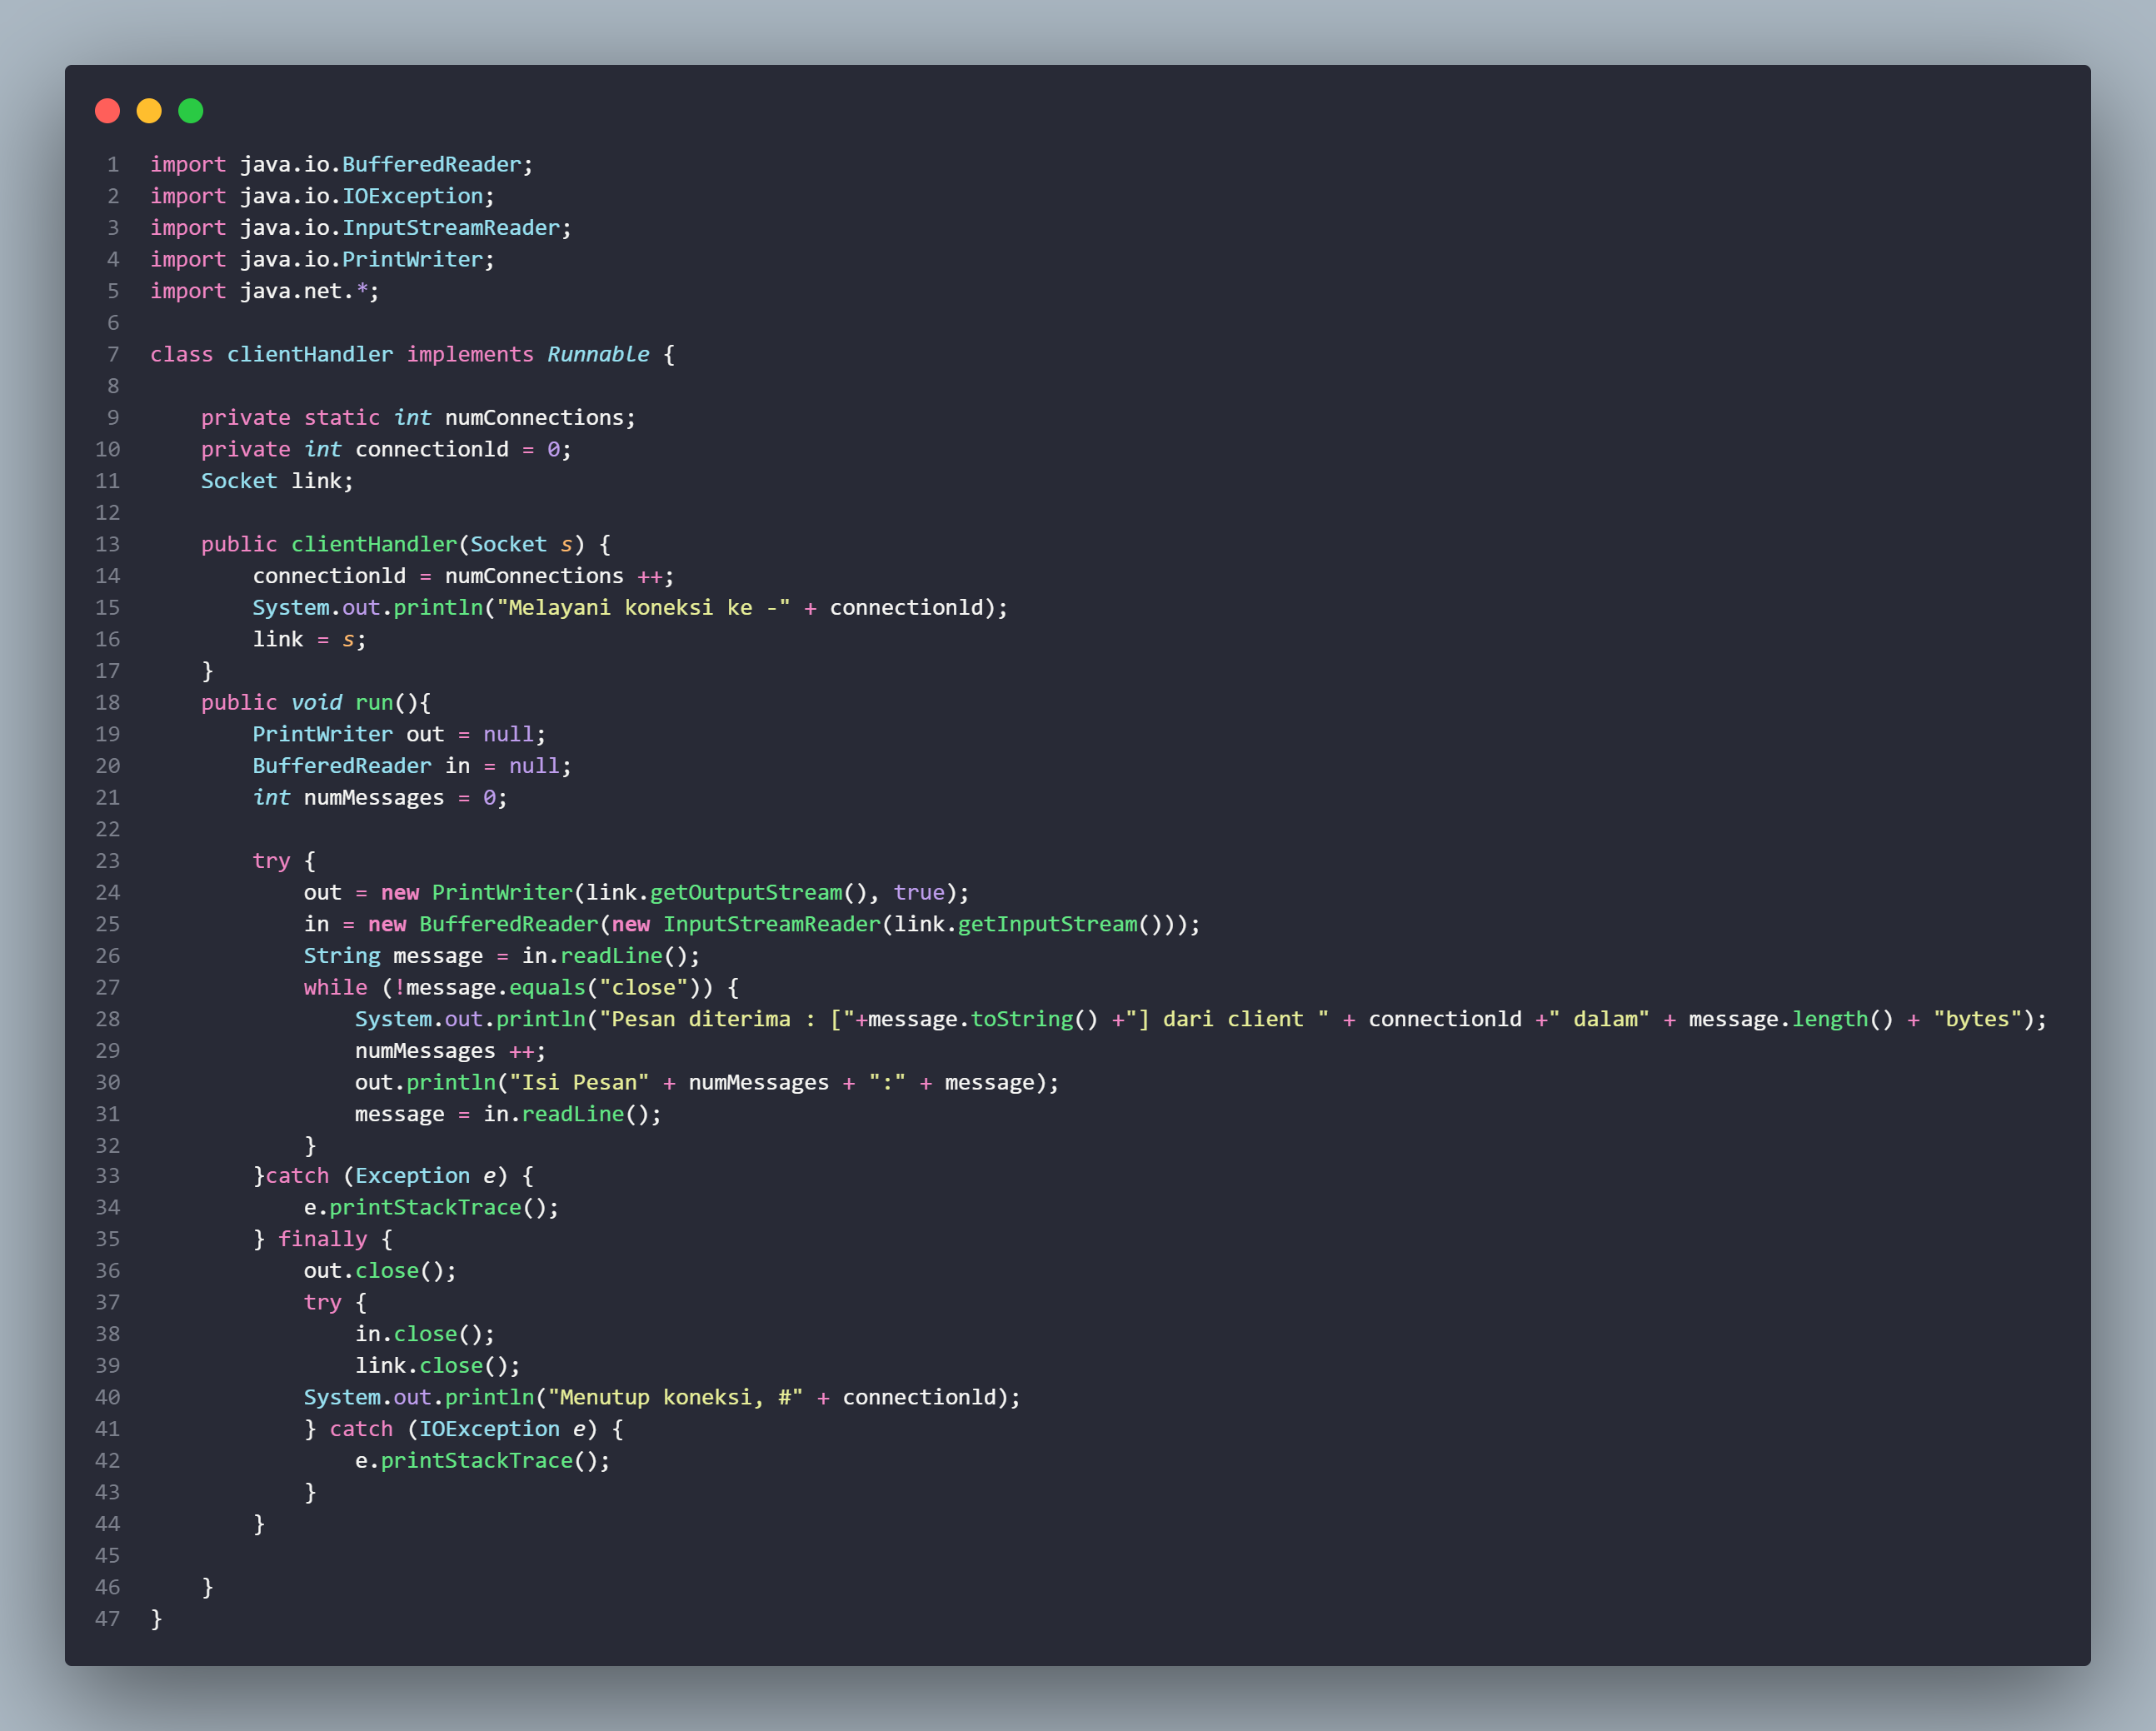 1 import java.io.BufferedReader;
2 import java.io.IOException;
3 import java.io.InputStreamReader;
4 import java.io.PrintWriter;
5 import java.net.*;
6
7 class clientHandler implements Runnable {
8
9     private static int numConnections;
10     private int connectionld = 0;
11     Socket link;
12
13     public clientHandler(Socket s) {
14         connectionld = numConnections ++;
15         System.out.println("Melayani koneksi ke -" + connectionld);
16         link = s;
17     }
18     public void run(){
19         PrintWriter out = null;
20         BufferedReader in = null;
21         int numMessages = 0;
22
23         try {
24             out = new PrintWriter(link.getOutputStream(), true);
25             in = new BufferedReader(new InputStreamReader(link.getInputStream()));
26             String message = in.readLine();
27             while (!message.equals("close")) {
28                 System.out.println("Pesan diterima : ["+message.toString() +"] dari client " + connectionld +" dalam" + message.length() + "bytes");
29                 numMessages ++;
30                 out.println("Isi Pesan" + numMessages + ":" + message);
31                 message = in.readLine();
32             }
33         }catch (Exception e) {
34             e.printStackTrace();
35         } finally {
36             out.close();
37             try {
38                 in.close();
39                 link.close();
40             System.out.println("Menutup koneksi, #" + connectionld);
41             } catch (IOException e) {
42                 e.printStackTrace();
43             }
44         }
45
46     }
47 }